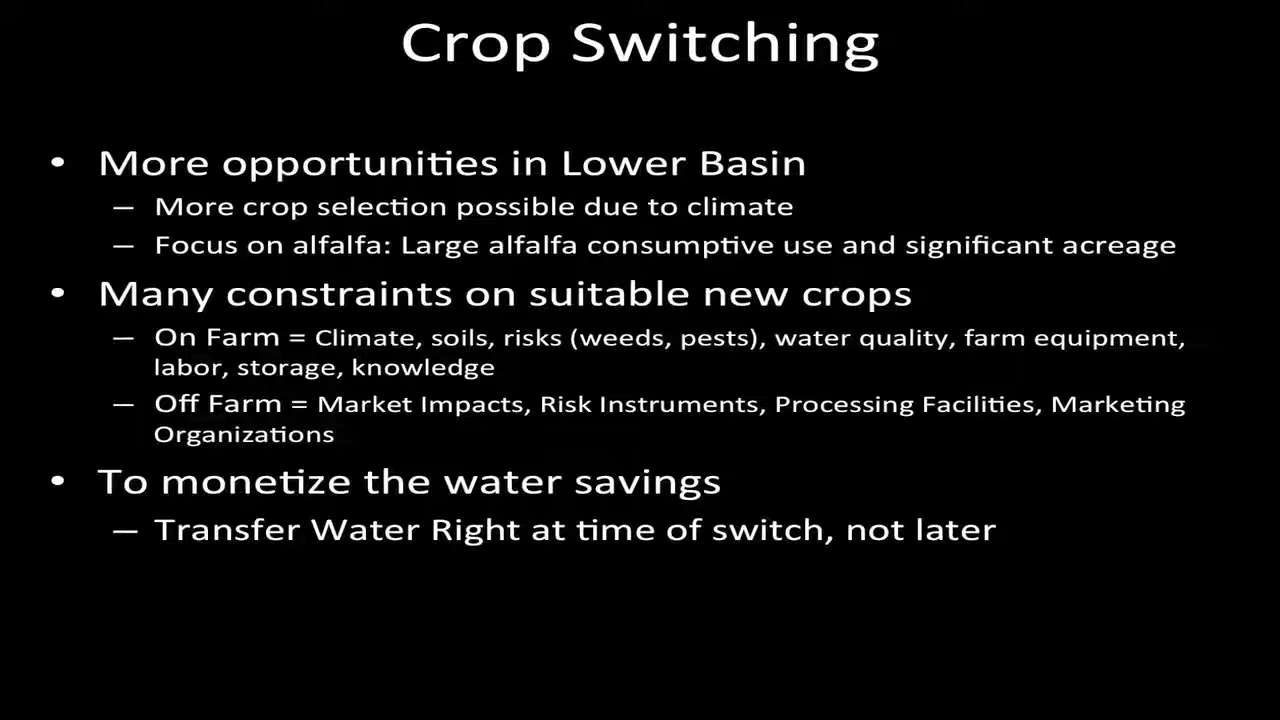 Crop Switching
• More opportunities in Lower Basin
– More crop selection possible due to climate
– Focus on alfalfa: Large alfalfa consumptive use and significant acreage
• Many constraints on suitable new crops
– On Farm = Climate, soils, risks (weeds, pests), water quality, farm equipment,
labor, storage, knowledge
– Off Farm = Market Impacts, Risk Instruments, Processing Facilities, Marketing
Organizations
• To monetize the water savings
– Transfer Water Right at time of switch, not later